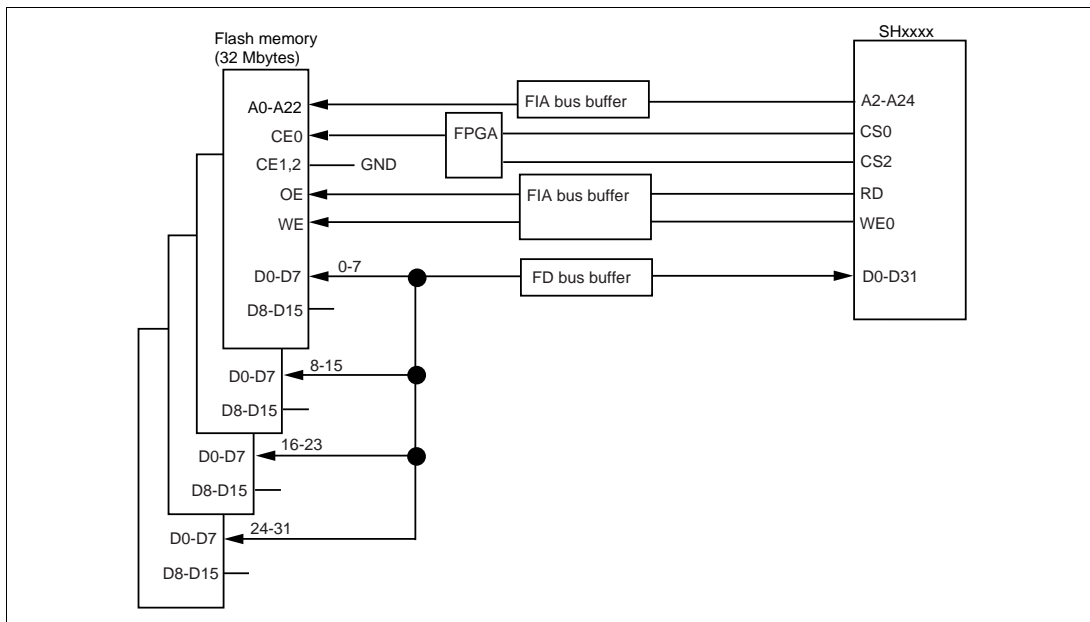 Flash memory
(32 Mbytes)
SHxxxx
A0-A22
FIA bus buffer
A2-A24
CE0
FPGA
CS0
CE1,2
GND
CS2
OE
FIA bus buffer
RD
WE
WE0
D0-D7
0-7
FD bus buffer
D0-D31
D8-D15
D0-D7
8-15
D8-D15
D0-D7
16-23
D8-D15
D0-D7
24-31
D8-D15